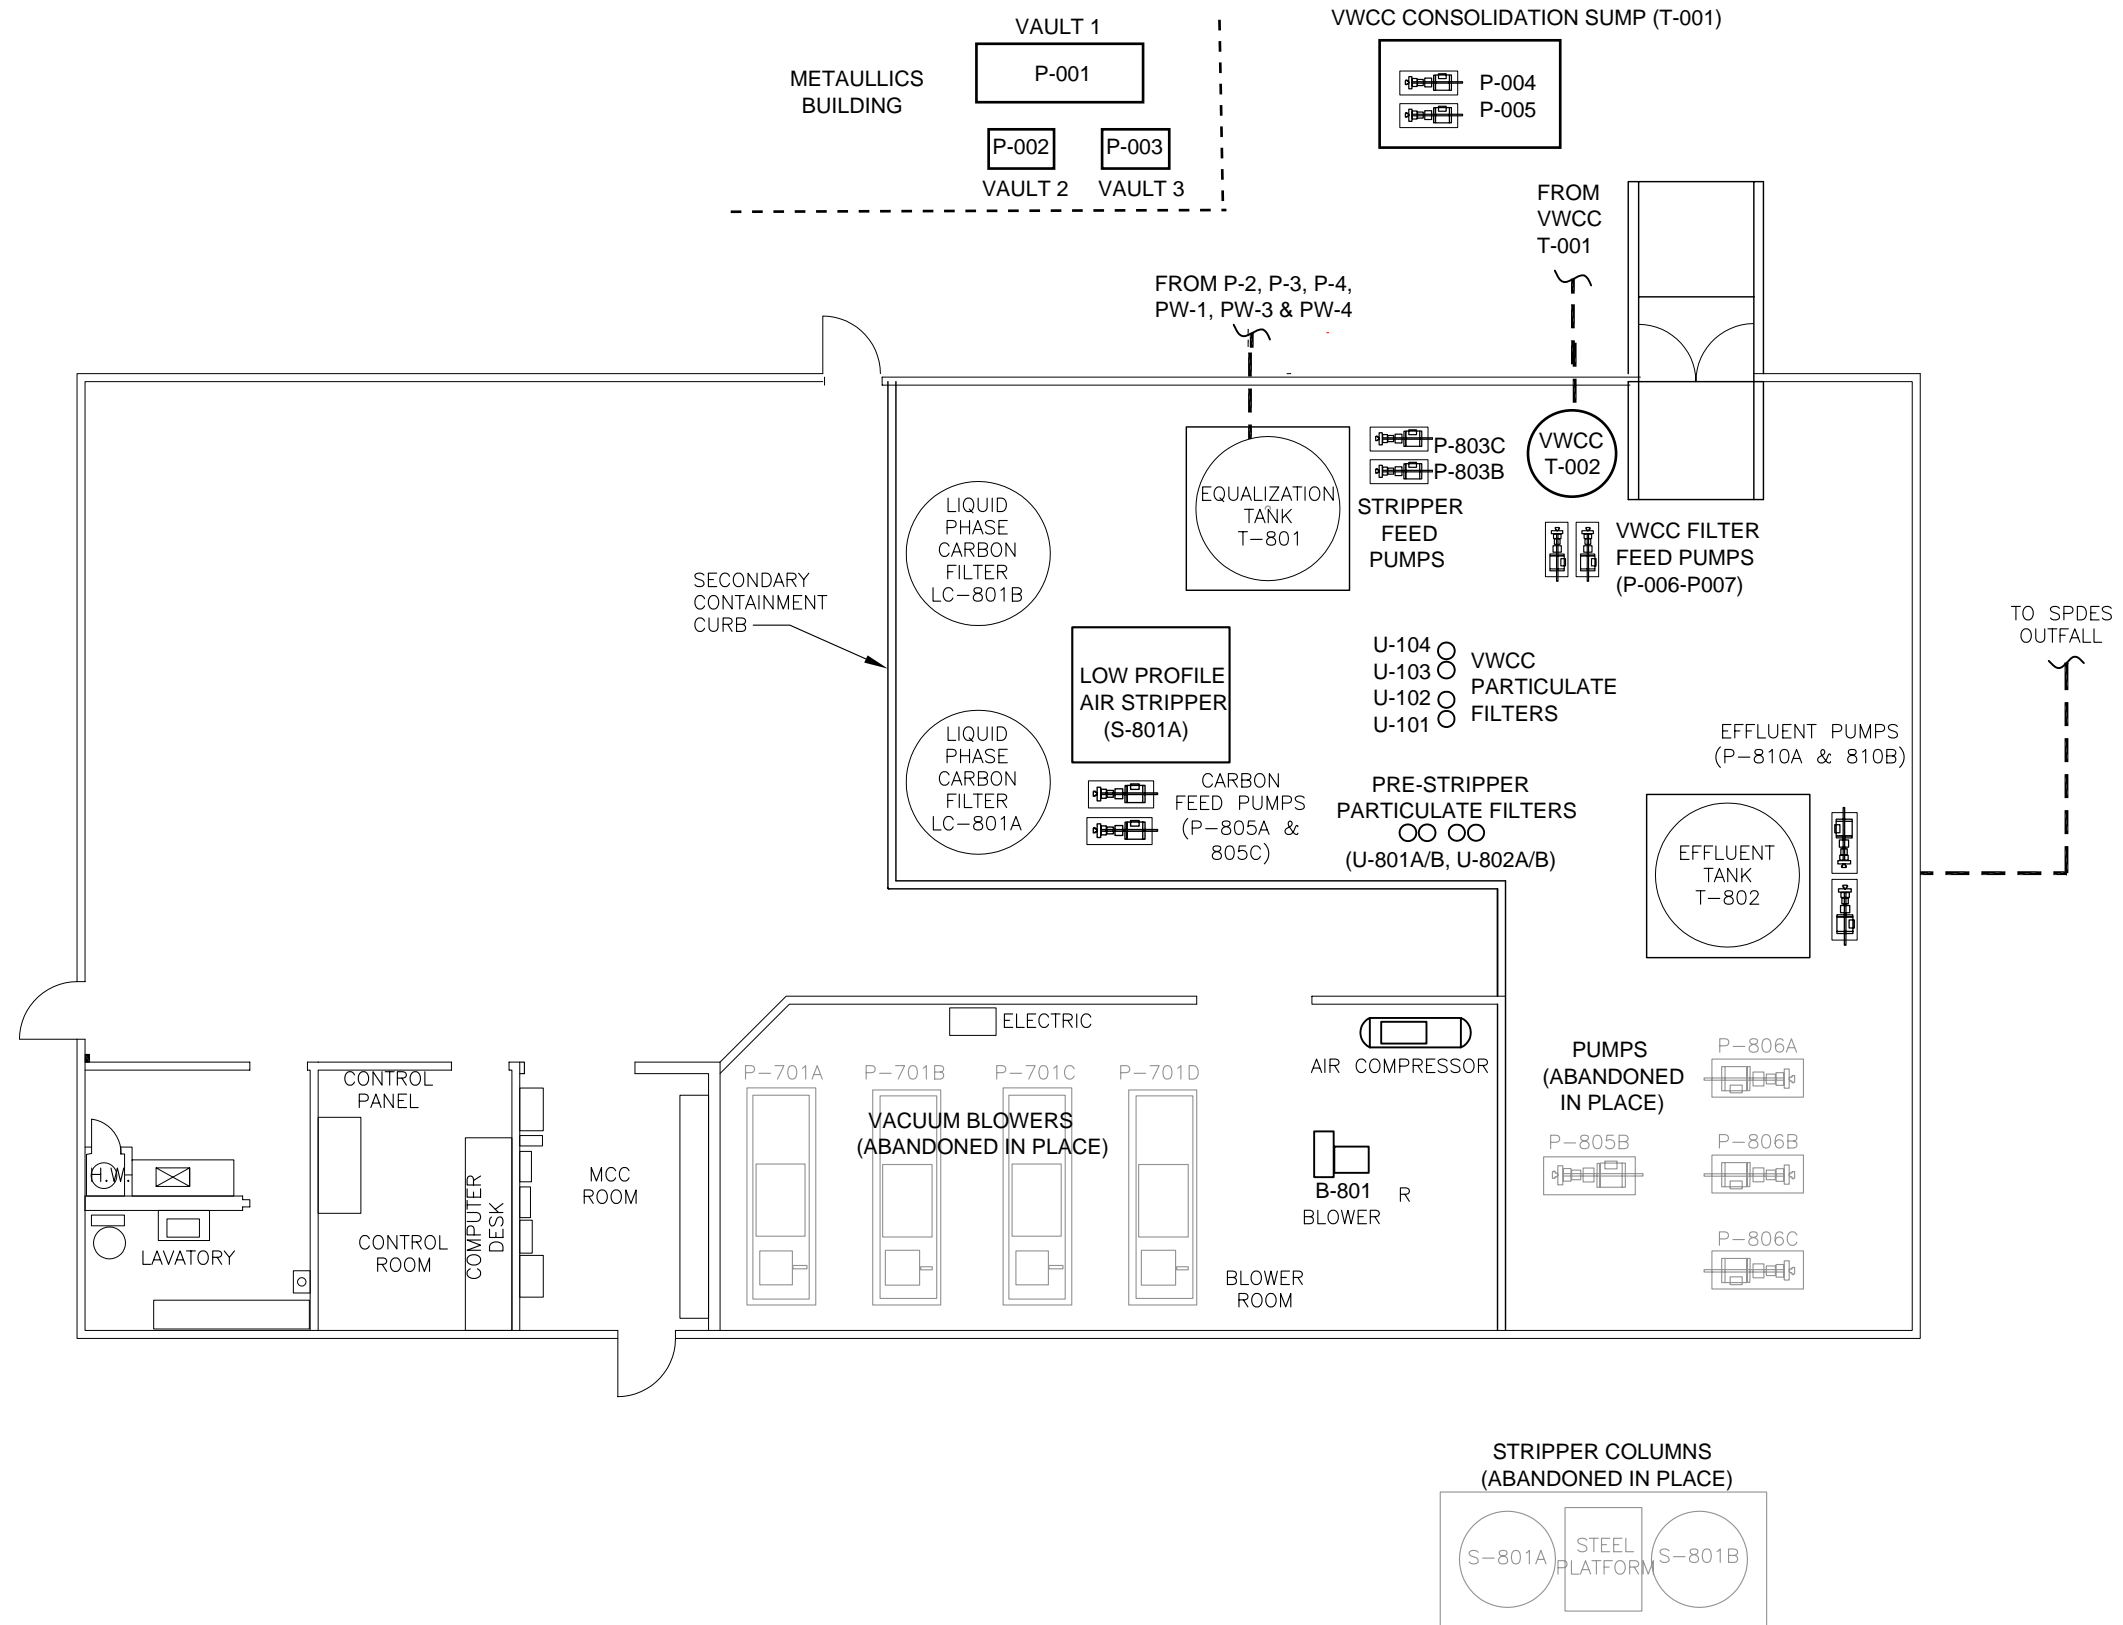 VAULT 1
P-001
METAULLICS
BUILDING
P-002
P-003
VAULT 2
VAULT 3
VWCC CONSOLIDATION SUMP (T-001)
P-004
P-005
FROM
VWCC
T-001
FROM P-2, P-3, P-4,
PW-1, PW-3 & PW-4
VWCC
T-002
P-803C
P-803B
STRIPPER
FEED
PUMPS
EQUALIZATION
TANK
T-801
LIQUID
PHASE
CARBON
FILTER
LC-801B
VWCC FILTER
FEED PUMPS
(P-006-P007)
SECONDARY
CONTAINMENT
CURB
TO SPDES
OUTFALL
LOW PROFILE
AIR STRIPPER
(S-801A)
U-104
U-103
U-102
U-101
VWCC
PARTICULATE
FILTERS
LIQUID
PHASE
CARBON
FILTER
LC-801A
EFFLUENT PUMPS
(P-810A & 810B)
CARBON
FEED PUMPS
(P-805A &
805C)
PRE-STRIPPER
PARTICULATE FILTERS
(U-801A/B, U-802A/B)
EFFLUENT
TANK
T-802
ELECTRIC
AIR COMPRESSOR
PUMPS
(ABANDONED
IN PLACE)
P-806A
P-805B
P-806B
P-806C
P-701A
P-701B
P-701C
P-701D
VACUUM BLOWERS
(ABANDONED IN PLACE)
CONTROL
PANEL
H.W.
LAVATORY
CONTROL
ROOM
COMPUTER
DESK
MCC
ROOM
B-801
BLOWER
R
BLOWER
ROOM
STRIPPER COLUMNS
(ABANDONED IN PLACE)
S-801A
STEEL
PLATFORM
S-801B